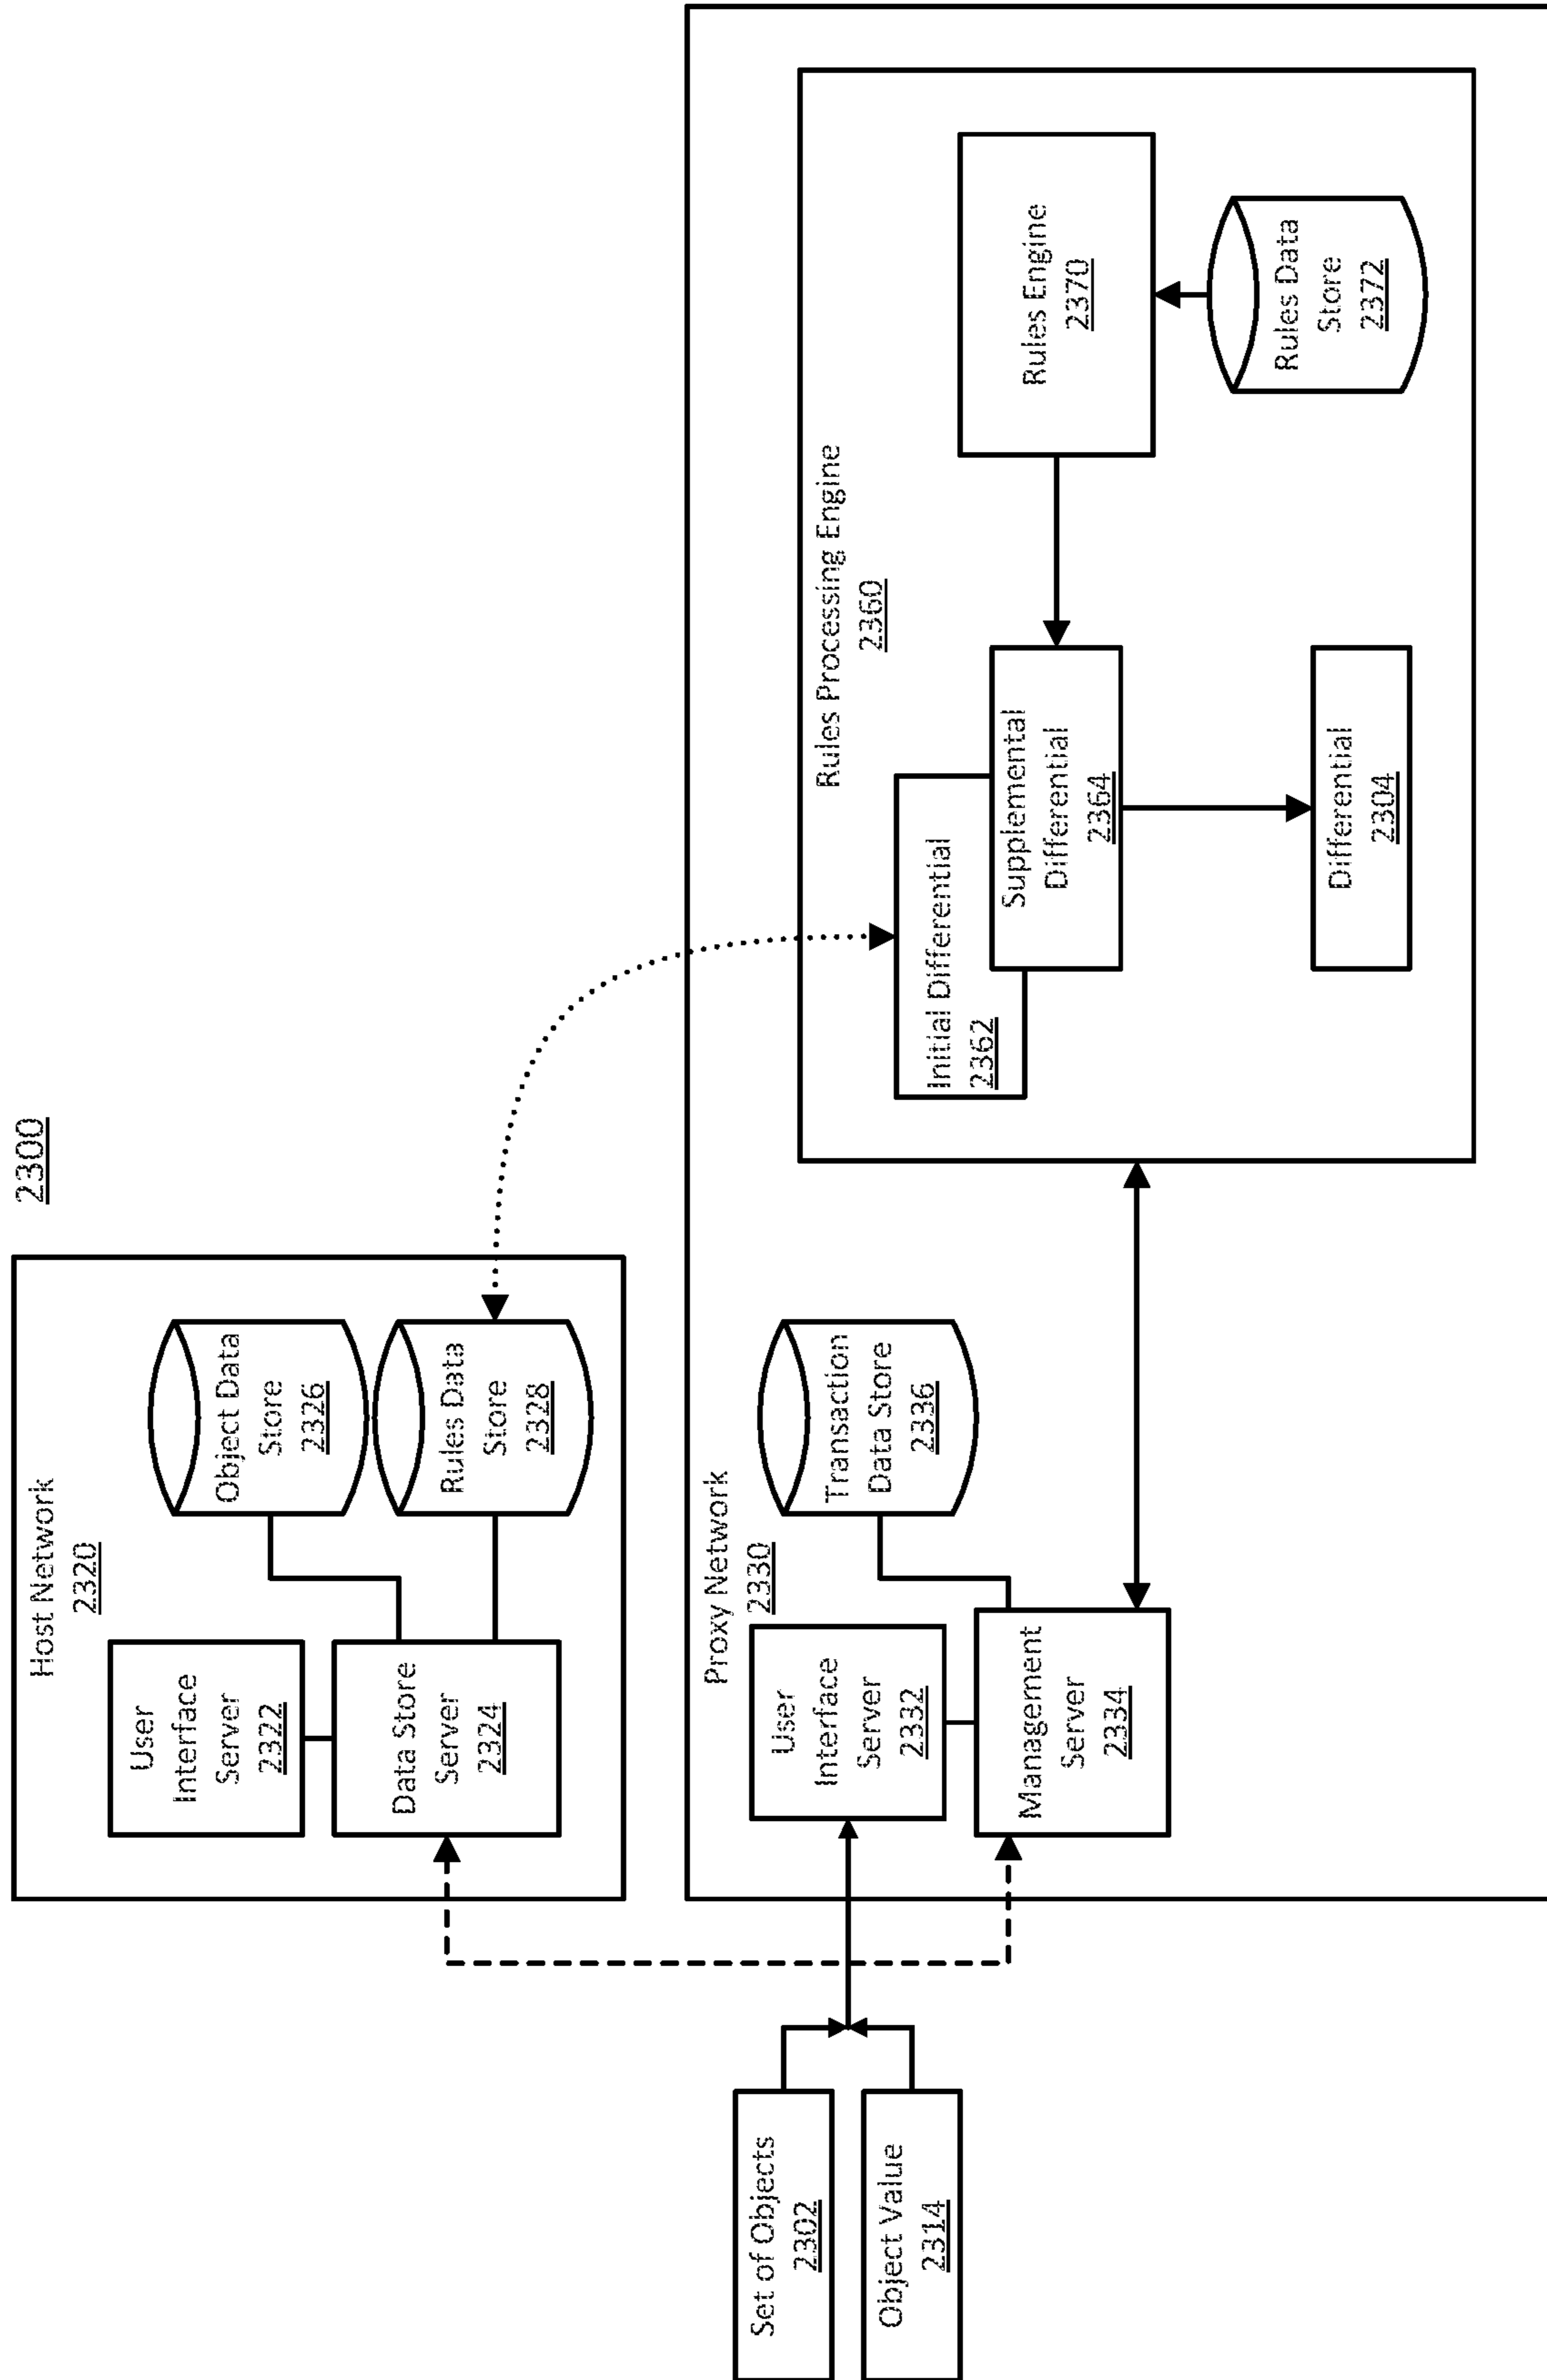 2300
Host Network
2320
User
Interface
Server
2322
Data Store
Server
2324
Object Data
Store
2326
Rules Data
Store
2328
Proxy Network
2330
User
Interface
Server
2332
Management
Server
2334
Transaction
Data Store
2336
Set of Objects
2302
Object Value
2314
Rules Processing Engine
2360
Initial Differential
2362
Supplemental
Differential
2364
Differential
2304
Rules Engine
2370
Rules Data
Store
2372